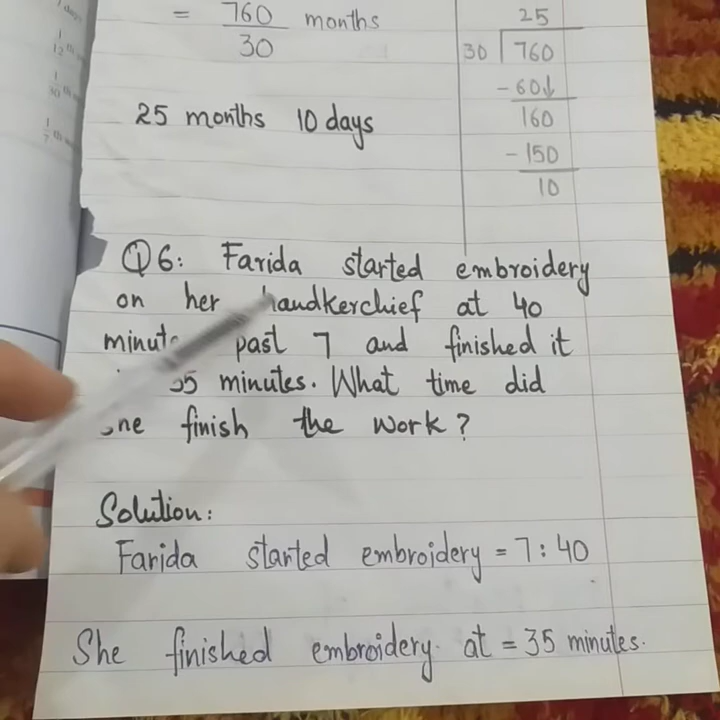 = 760 months
30
25
30 760
- 60↓
160
- 150
10
25 months 10 days
Q6: Farida started embroidery
on her handkerchief at 40
past 7 and finished it
minutes. What time did
finish the work?
Solution:
Farida started embroidery = 7:40
She finished embroidery at = 35 minutes.